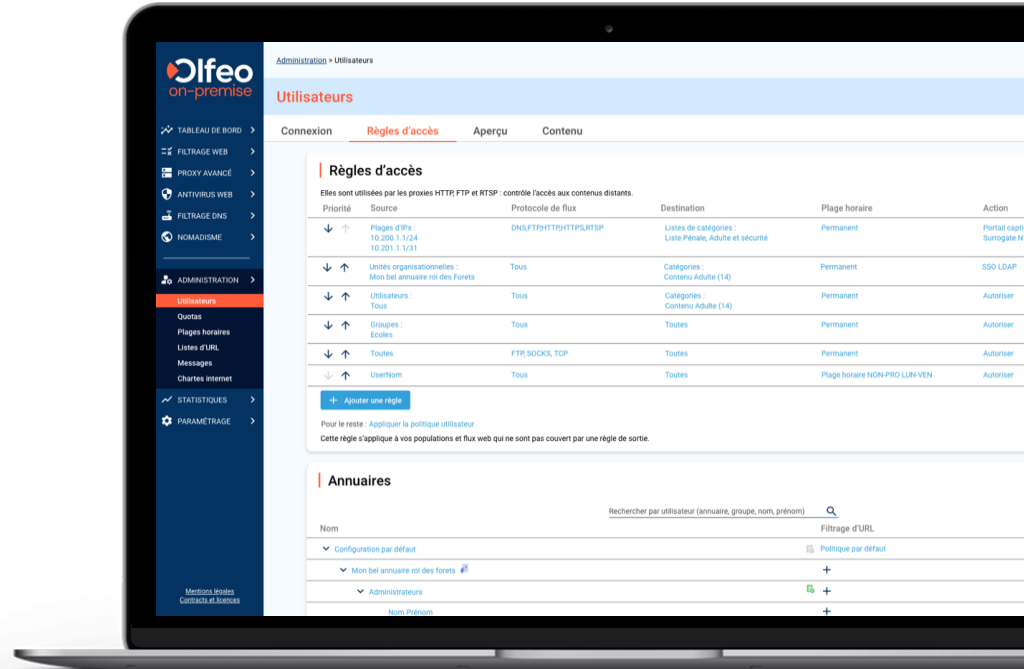 Olfeo
on-premise
TABLEAU DE BORD
FILTRAGE WEB
PROXY AVANCÉ
ANTIVIRUS WEB
FILTRAGE DNS
NOMADISME
ADMINISTRATION
Utilisateurs
Quotas
Plages horaires
Listes d'URL
Messages
Chartes internet
STATISTIQUES
PARAMÉTRAGE
Mentions légales
Contracts et licences
Administration > Utilisateurs
Utilisateurs
Connexion Règles d'accès Aperçu Contenu
Règles d'accès
Elles sont utilisées par les proxies HTTP, FTP et RTSP : contrôle l'accès aux contenus distants.
Priorité Source Protocole de flux Destination Plage horaire Action
Plages d'IPs : DNS,FTP,HTTP,HTTPS,RTSP Listes de catégories : Permanent Portail capti
10.200.1.1/24 Liste Pénale, Adulte et sécurité Surrogate N
10.201.1.1/31
Unités organisationnelles : Tous Catégories : Permanent SSO LDAP
Mon bel annuaire roi des Forets Contenu Adulte (14)
Utilisateurs : Tous Catégories : Permanent Autoriser
Tous Contenu Adulte (14)
Groupes : Tous Toutes Permanent Autoriser
Ecoles
Toutes FTP, SOCKS, TCP Toutes Permanent Autoriser
UserNom Tous Toutes Plage horaire NON-PRO LUN-VEN Autoriser
+ Ajouter une règle
Pour le reste : Appliquer la politique utilisateur
Cette règle s'applique à vos populations et flux web qui ne sont pas couvert par une règle de sortie.
Annuaires
Rechercher par utilisateur (annuaire, groupe, nom, prénom)
Nom Filtrage d'URL
Configuration par défaut Politique par défaut
Mon bel annuaire roi des forets +
Administrateurs +
Nom Prénom +